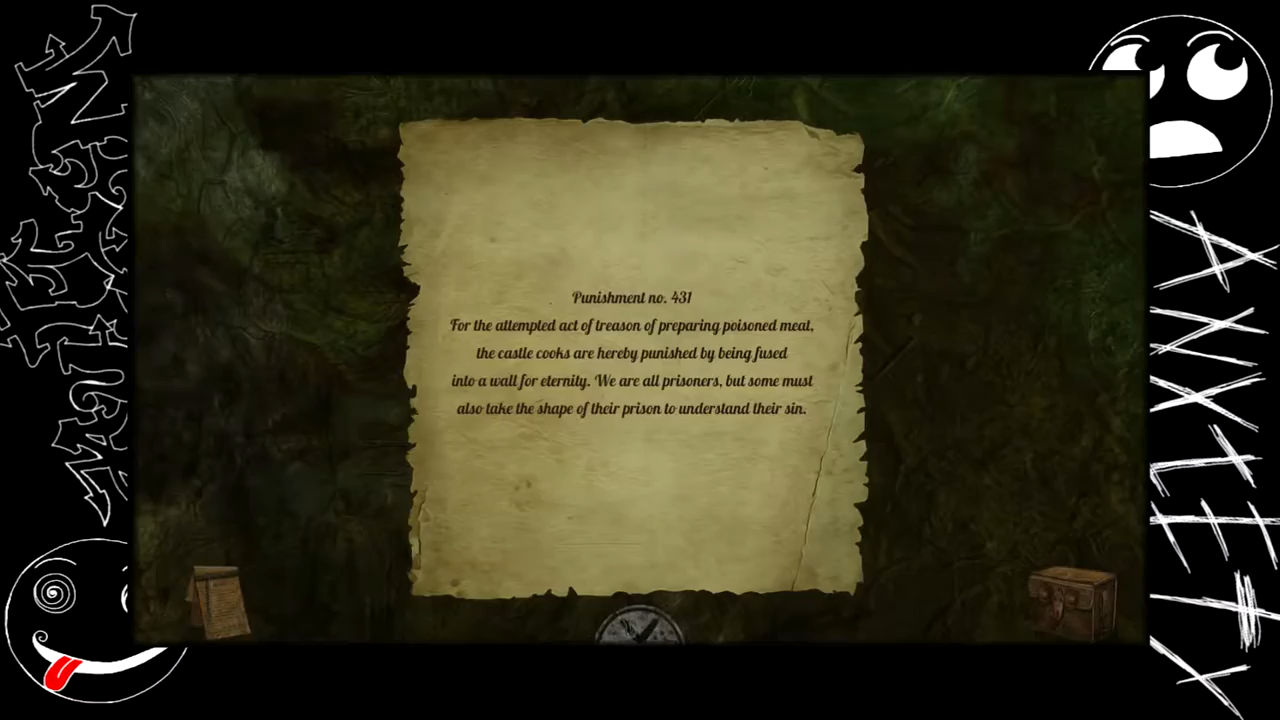 Punishment no. 431
For the attempted act of treason of preparing poisoned meal,
the castle cooks are hereby punished by being fused
into a wall for eternity. We are all prisoners, but some must
also take the shape of their prison to understand their sin.
ANXIETY